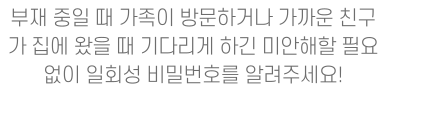 부재 중일 때 가족이 방문하거나 가까운 친구
가 집에 왔을 때 기다리게 하긴 미안해할 필요
없이 일회성 비밀번호를 알려주세요!